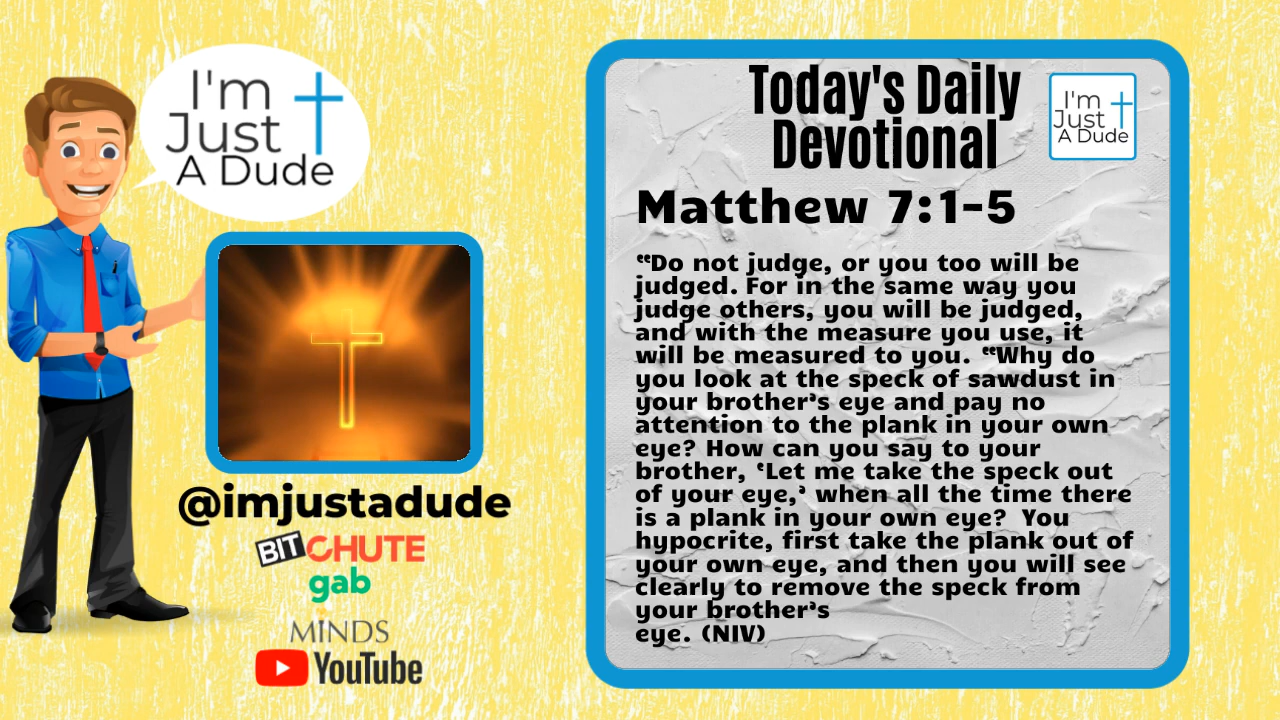 I'm
Just
A Dude
@imjustadude
BITCHUTE
gab
MINDS
YouTube
Today's Daily
Devotional
I'm
Just
A Dude
Matthew 7:1-5
“Do not judge, or you too will be
judged. For in the same way you
judge others, you will be judged,
and with the measure you use, it
will be measured to you. “Why do
you look at the speck of sawdust in
your brother’s eye and pay no
attention to the plank in your own
eye? How can you say to your
brother, ‘Let me take the speck out
of your eye,’ when all the time there
is a plank in your own eye?  You
hypocrite, first take the plank out of
your own eye, and then you will see
clearly to remove the speck from
your brother’s
eye. (NIV)